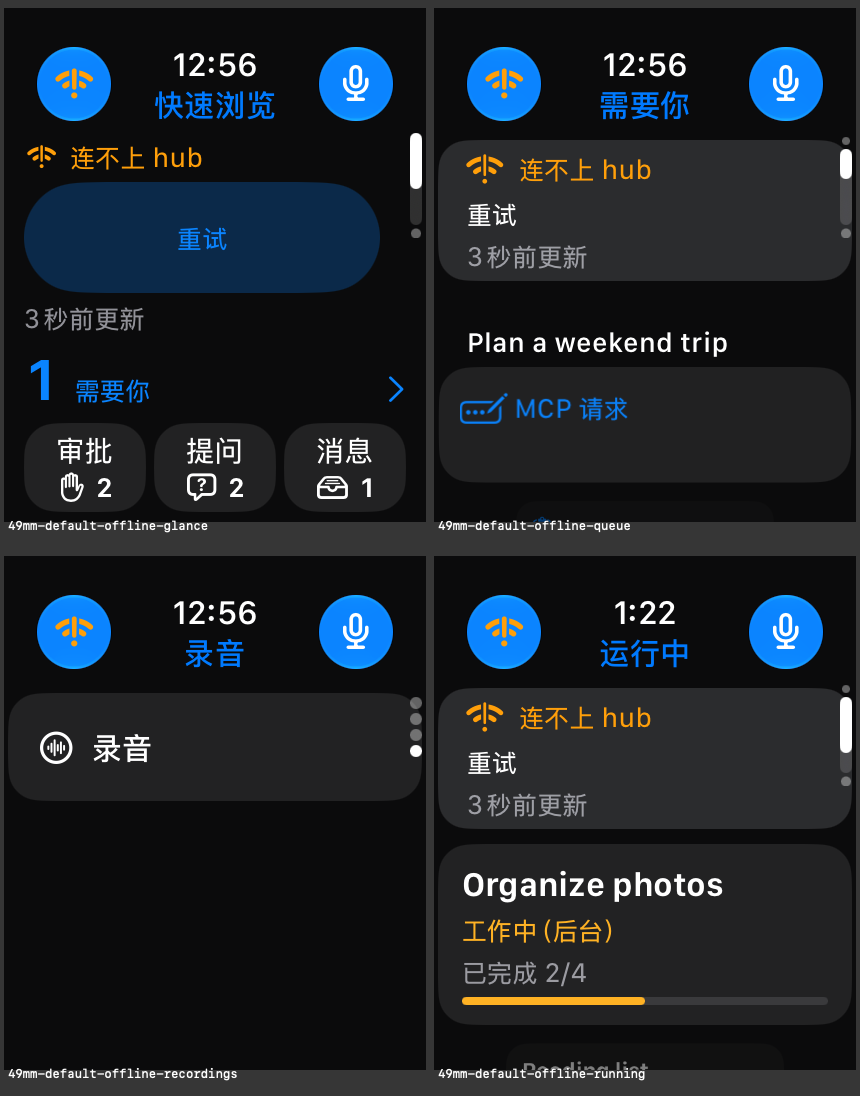 12:56
快速浏览
连不上 hub
重试
3秒前更新
1 需要你
审批
2
提问
2
消息
1
49mm-default-offline-glance
12:56
需要你
连不上 hub
重试
3秒前更新
Plan a weekend trip
MCP 请求
49mm-default-offline-queue
12:56
录音
录音
49mm-default-offline-recordings
1:22
运行中
连不上 hub
重试
3秒前更新
Organize photos
工作中(后台)
已完成 2/4
Reading list
49mm-default-offline-running